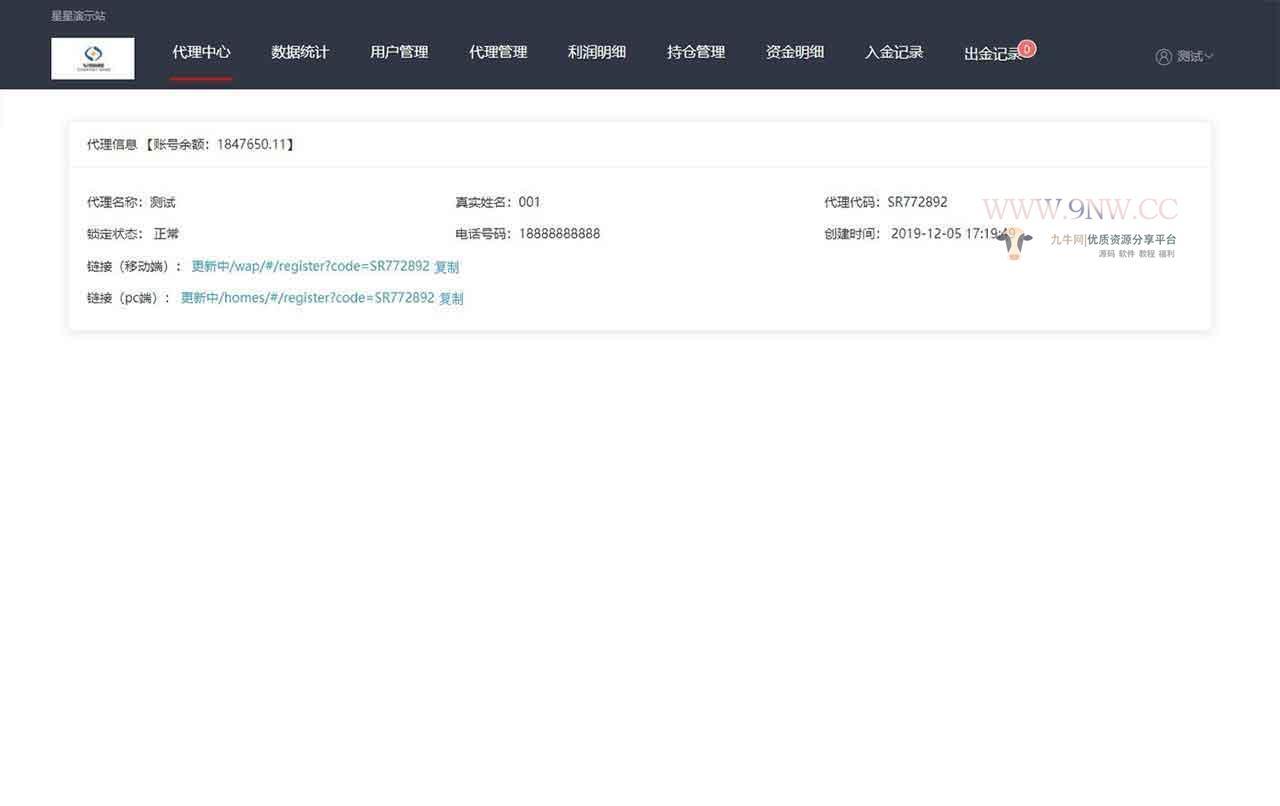 星星演示站
代理中心 数据统计 用户管理 代理管理 利润明细 持仓管理 资金明细 入金记录 出金记录 0 测试
代理信息 【账号余额：1847650.11】
代理名称：测试 真实姓名：001 代理代码：SR772892
WWW.9NW.CC
锁定状态： 正常 电话号码：18888888888 创建时间： 2019-12-05 17:19:49
九牛网|优质资源分享平台
源码 软件 教程 福利
链接（移动端）： 更新中/wap/#/register?code=SR772892 复制
链接（pc端）： 更新中/homes/#/register?code=SR772892 复制